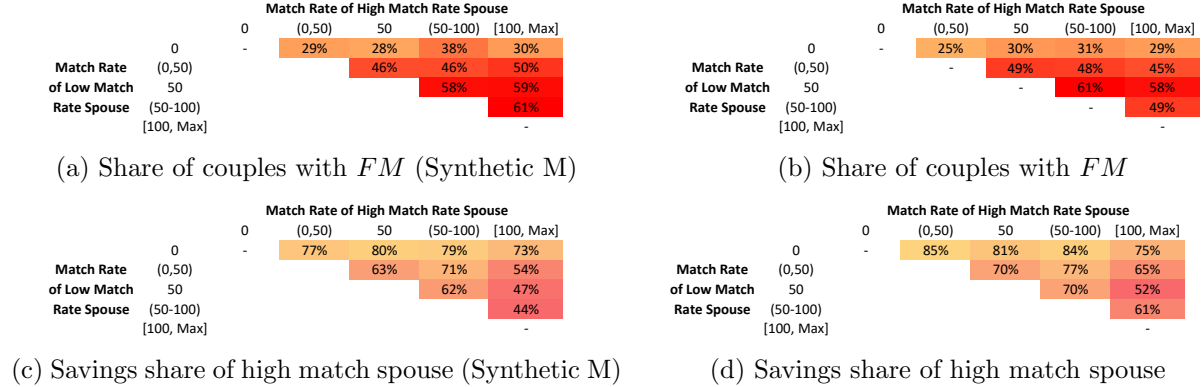 Match Rate of High Match Rate Spouse
0 (0,50) 50 (50-100) [100, Max]
0 - 29% 28% 38% 30%
Match Rate (0,50) 46% 46% 50%
of Low Match 50 58% 59%
Rate Spouse (50-100) 61%
[100, Max] -
(a) Share of couples with FM (Synthetic M)
Match Rate of High Match Rate Spouse
0 (0,50) 50 (50-100) [100, Max]
0 - 25% 30% 31% 29%
Match Rate (0,50) - 49% 48% 45%
of Low Match 50 - 61% 58%
Rate Spouse (50-100) - 49%
[100, Max] -
(b) Share of couples with FM
Match Rate of High Match Rate Spouse
0 (0,50) 50 (50-100) [100, Max]
0 - 77% 80% 79% 73%
Match Rate (0,50) 63% 71% 54%
of Low Match 50 62% 47%
Rate Spouse (50-100) 44%
[100, Max] -
(c) Savings share of high match spouse (Synthetic M)
Match Rate of High Match Rate Spouse
0 (0,50) 50 (50-100) [100, Max]
0 - 85% 81% 84% 75%
Match Rate (0,50) 70% 77% 65%
of Low Match 50 70% 52%
Rate Spouse (50-100) 61%
[100, Max] -
(d) Savings share of high match spouse